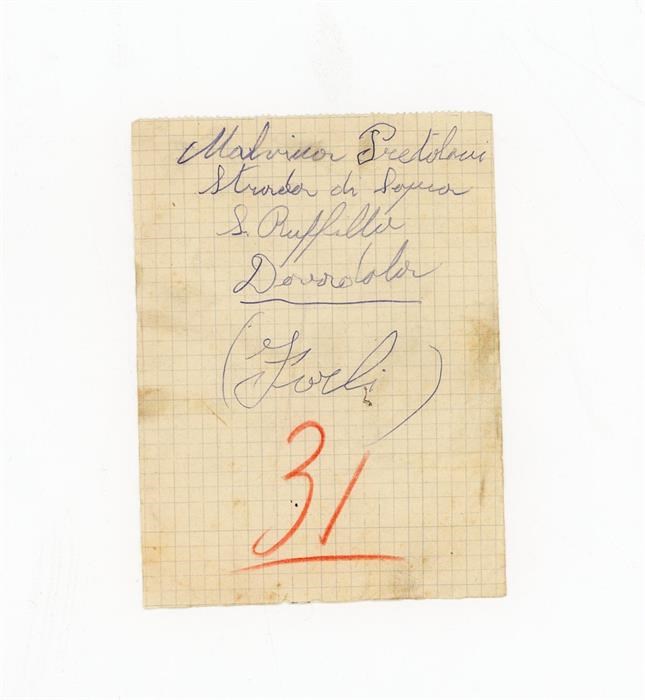 Malvina Pretolani
Strada di Sopra
S. Ruffillo
Dovadola
(Forlì)
31